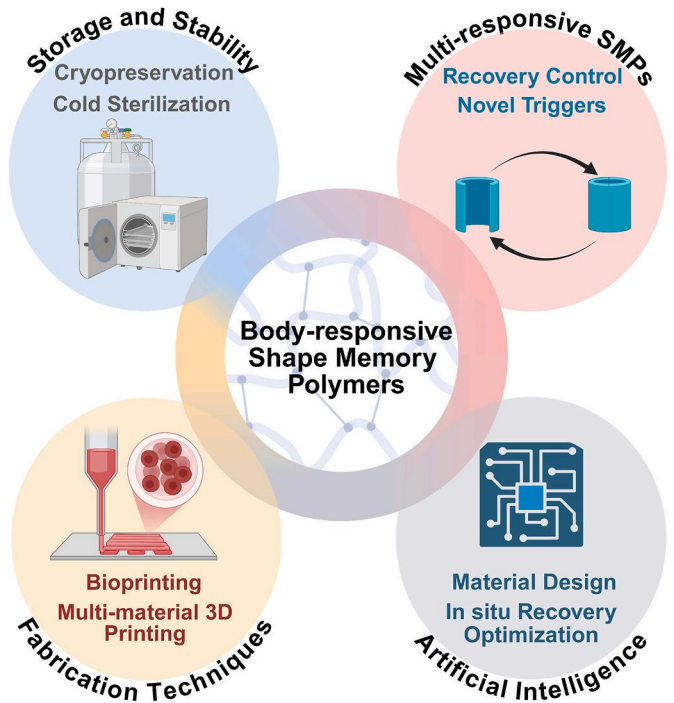 Storage and Stability
Cryopreservation
Cold Sterilization
Multi-responsive SMPs
Recovery Control
Novel Triggers
Body-responsive
Shape Memory
Polymers
Bioprinting
Multi-material 3D
Printing
Fabrication Techniques
Material Design
In situ Recovery
Optimization
Artificial Intelligence